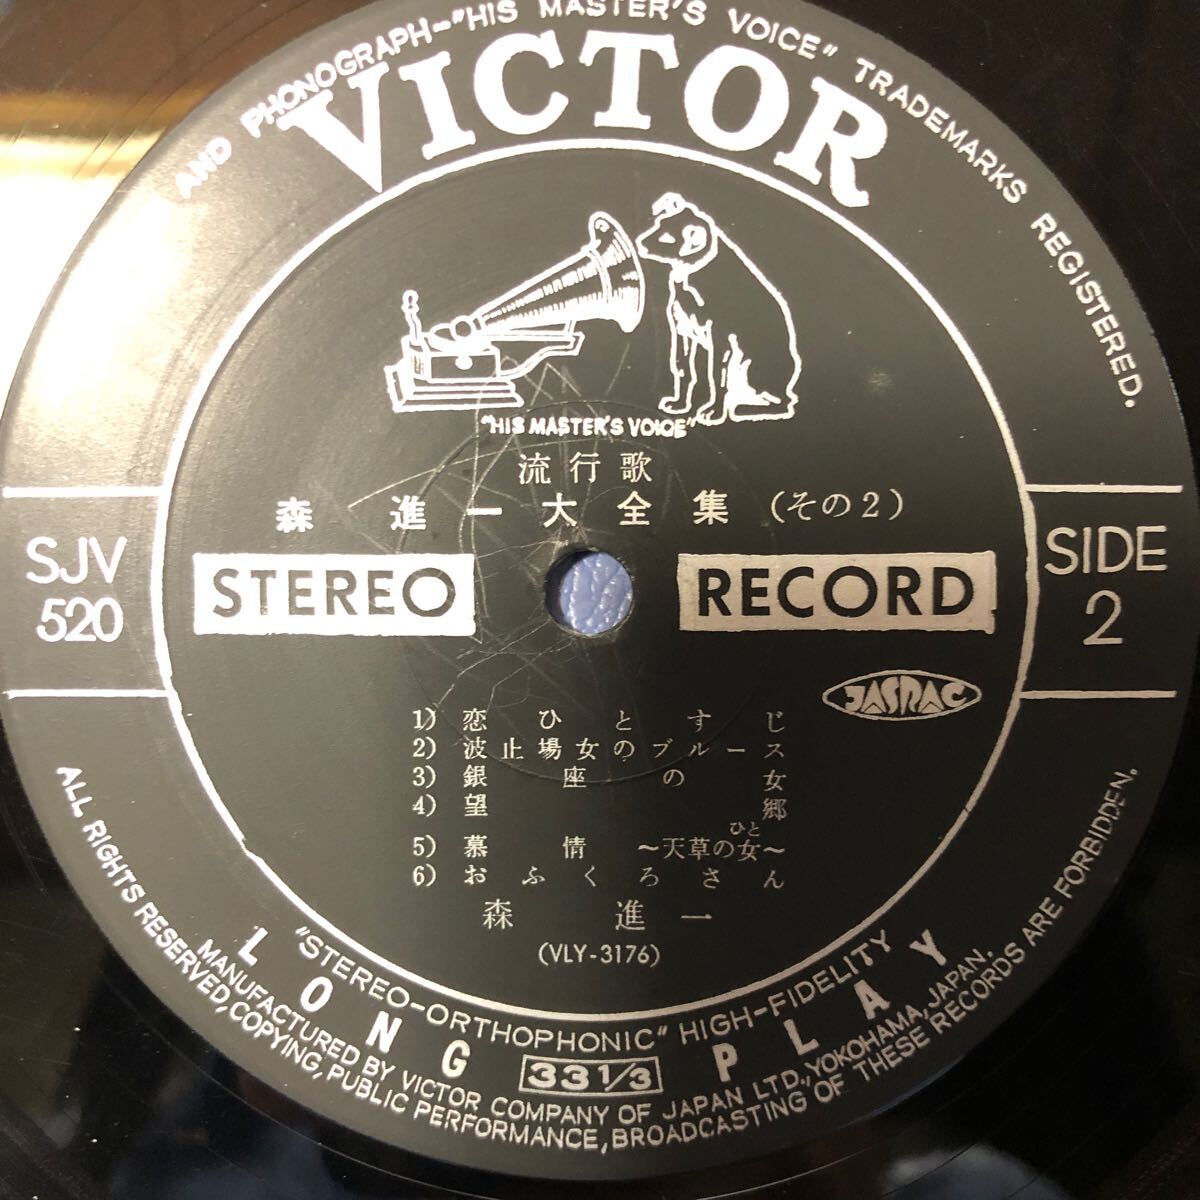 AND PHONOGRAPH-"HIS MASTER'S VOICE" TRADEMARKS REGISTERED.
VICTOR
"HIS MASTER'S VOICE"
流行歌
森 進一大全集(その2)
SJV
520
STEREO
RECORD
SIDE
2
JASRAC
1) 恋ひとすじ
2) 波止場女のブルース
3) 銀座の女
4) 望郷
ひと
5) 慕情 ～天草の女～
6) おふくろさん
森 進一
(VLY-3176)
"STEREO-ORTHOPHONIC" HIGH-FIDELITY
LONG PLAY
33 1/3
MANUFACTURED BY VICTOR COMPANY OF JAPAN LTD., YOKOHAMA, JAPAN.
ALL RIGHTS RESERVED, COPYING, PUBLIC PERFORMANCE, BROADCASTING OF THESE RECORDS ARE FORBIDDEN.